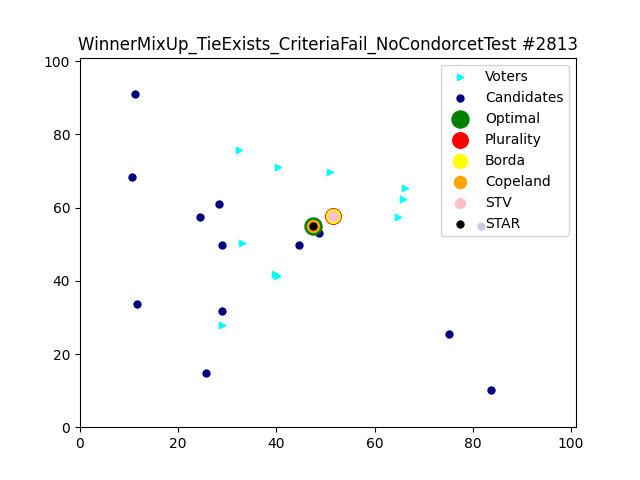 WinnerMixUp_TieExists_CriteriaFail_NoCondorcetTest #2813
100
80
60
40
20
0
0 20 40 60 80 100
Voters
Candidates
Optimal
Plurality
Borda
Copeland
STV
STAR